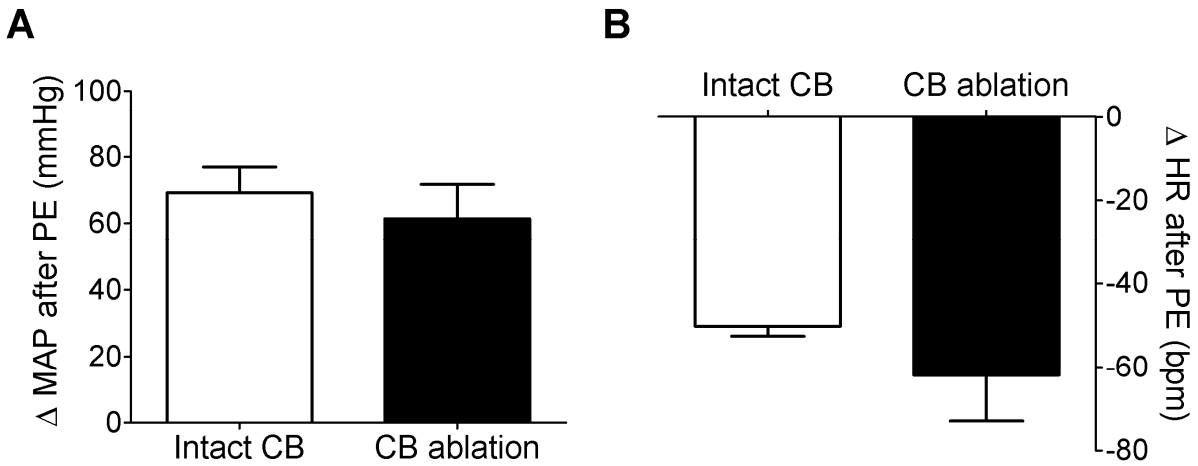 A
Δ MAP after PE (mmHg)
100
80
60
40
20
0
Intact CB CB ablation
B
Intact CB CB ablation
0
-20
-40
-60
-80
Δ HR after PE (bpm)